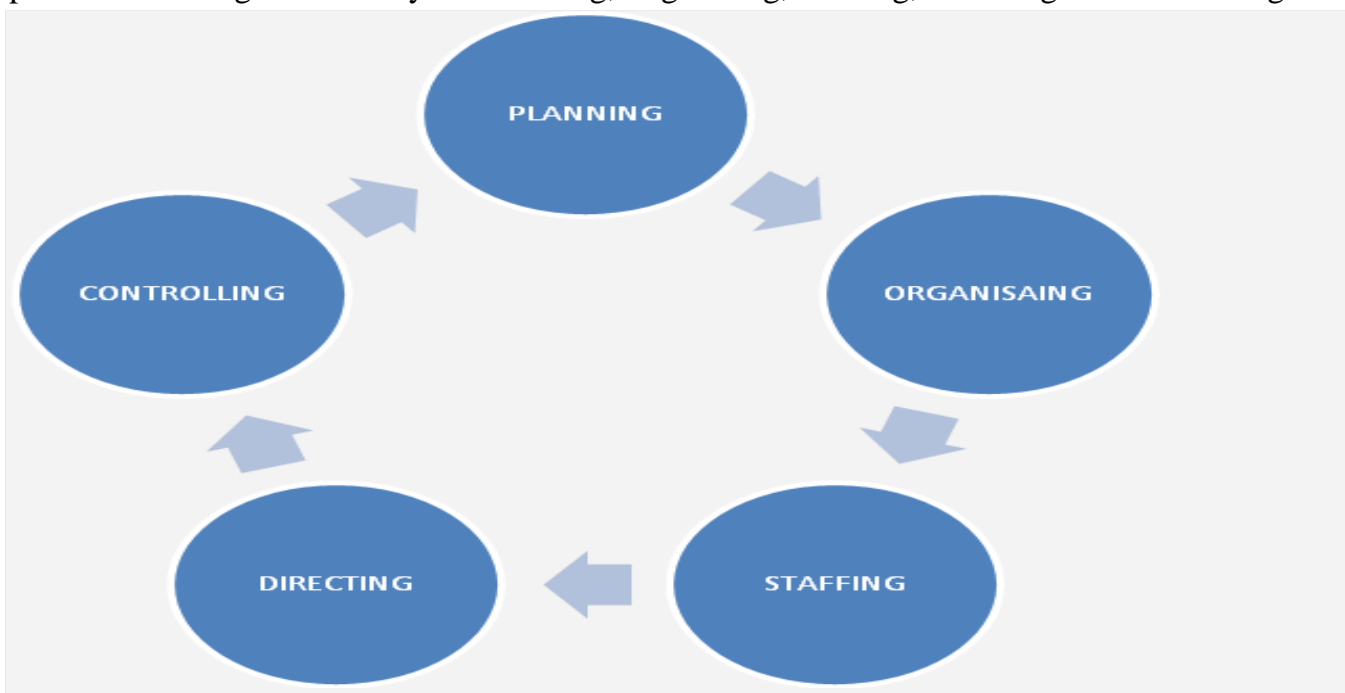 PLANNING
CONTROLLING
ORGANISAING
DIRECTING
STAFFING